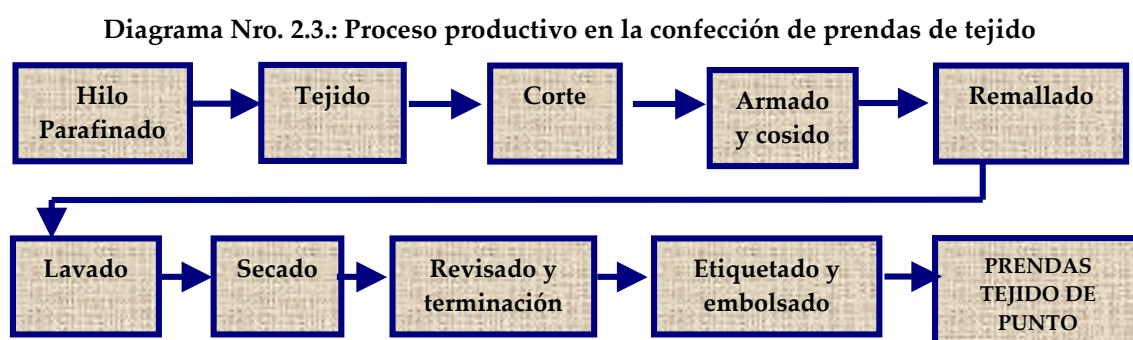 Diagrama Nro. 2.3.: Proceso productivo en la confección de prendas de tejido
Hilo
Parafinado
Tejido
Corte
Armado
y cosido
Remallado
Lavado
Secado
Revisado y
terminación
Etiquetado y
embolsado
PRENDAS
TEJIDO DE
PUNTO